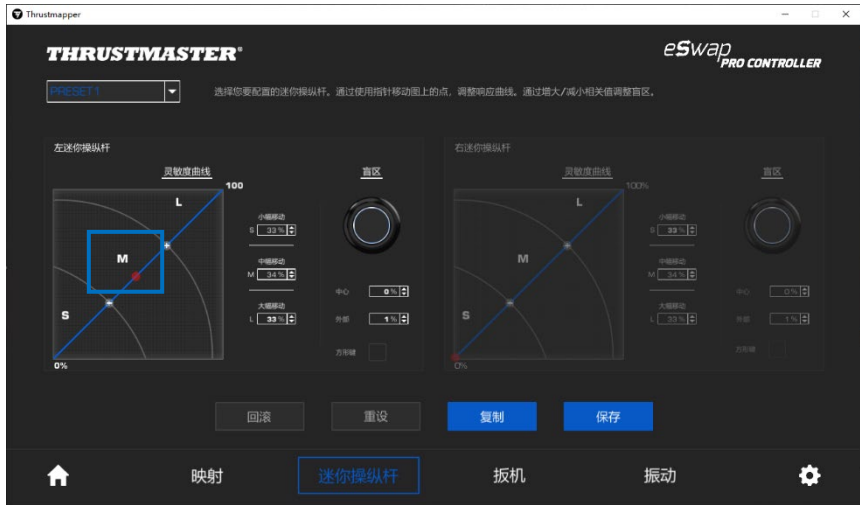 Thrustmapper
THRUSTMASTER®
eSwap
PRO CONTROLLER
PRESET 1
选择您要配置的迷你操纵杆。通过使用指针移动图上的点，调整响应曲线。通过增大/减小相关值调整盲区。
左迷你操纵杆
灵敏度曲线
盲区
100
L
M
S
0%
小幅移动
S 33 %
中幅移动
M 34 %
大幅移动
L 33 %
中心 0 %
外部 1 %
方形键
右迷你操纵杆
灵敏度曲线
盲区
100%
L
M
S
0%
小幅移动
S 33 %
中幅移动
M 34 %
大幅移动
L 33 %
中心 0 %
外部 1 %
方形键
回滚
重设
复制
保存
映射
迷你操纵杆
扳机
振动